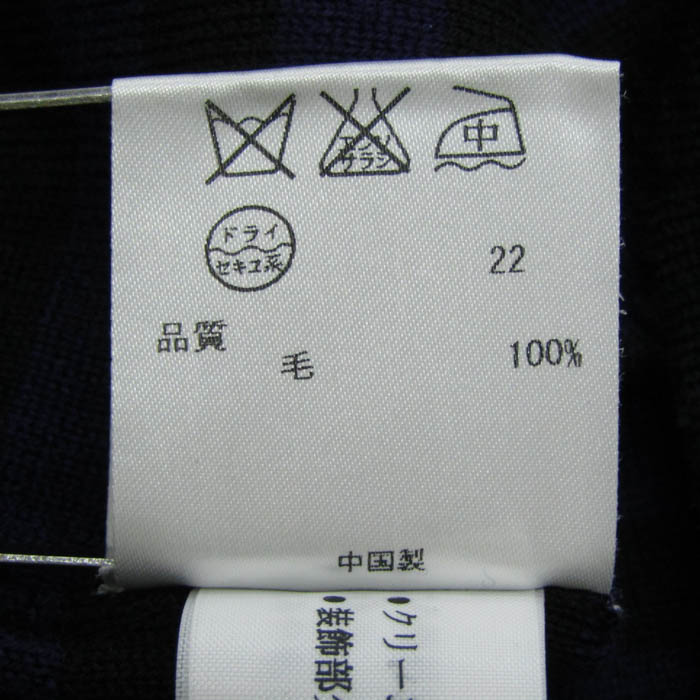 エンソ
サラシ
中
ドライ
セキユ系
22
品質
毛 100%
中国製
・クリー
・装飾部